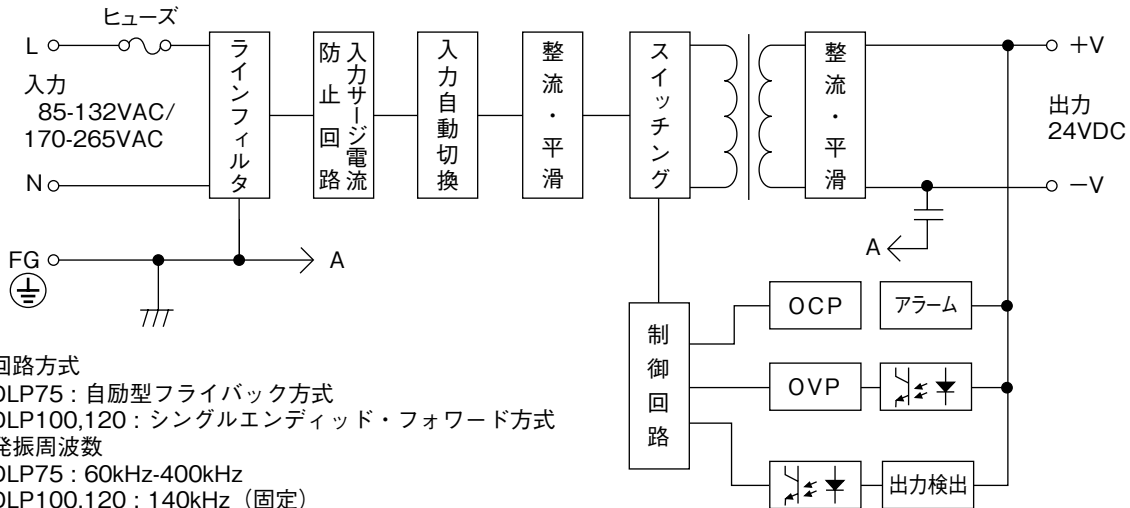 ヒューズ
L
入力
85-132VAC/
170-265VAC
N
FG
ラインフィルタ
入力サージ電流
防止回路
入力自動切換
整流・平滑
スイッチング
整流・平滑
+V
出力
24VDC
−V
A
A
制御回路
OCP
アラーム
OVP
出力検出
回路方式
DLP75：自励型フライバック方式
DLP100,120：シングルエンディッド・フォワード方式
発振周波数
DLP75：60kHz-400kHz
DLP100,120：140kHz（固定）